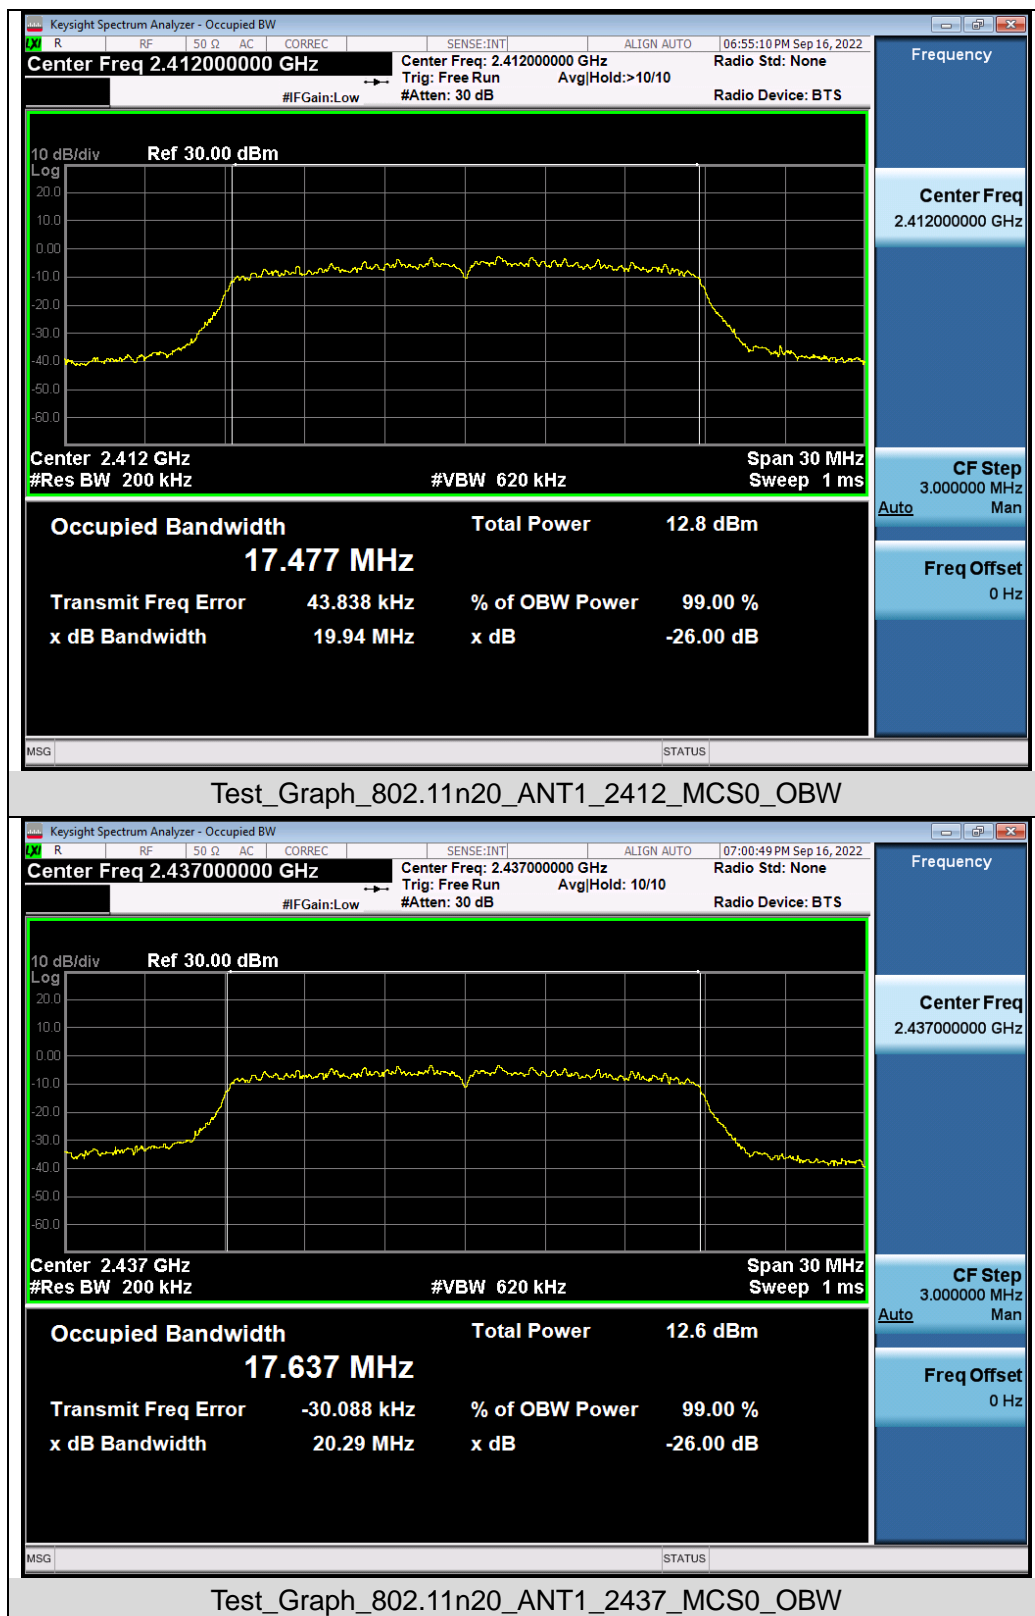 Keysight Spectrum Analyzer - Occupied BW
LXI R RF 50 Ω AC CORREC SENSE:INT ALIGN AUTO 06:55:10 PM Sep 16, 2022
Center Freq 2.412000000 GHz
Center Freq: 2.412000000 GHz
Radio Std: None
Trig: Free Run Avg|Hold:>10/10
#IFGain:Low
#Atten: 30 dB
Radio Device: BTS
Frequency
10 dB/div Ref 30.00 dBm
Log
20.0
10.0
0.00
-10.0
-20.0
-30.0
-40.0
-50.0
-60.0
Center 2.412 GHz Span 30 MHz
#Res BW 200 kHz #VBW 620 kHz Sweep 1 ms
Center Freq
2.412000000 GHz
CF Step
3.000000 MHz
Auto Man
Freq Offset
0 Hz
Occupied Bandwidth Total Power 12.8 dBm
17.477 MHz
Transmit Freq Error 43.838 kHz % of OBW Power 99.00 %
x dB Bandwidth 19.94 MHz x dB -26.00 dB
MSG STATUS
Test_Graph_802.11n20_ANT1_2412_MCS0_OBW
Keysight Spectrum Analyzer - Occupied BW
LXI R RF 50 Ω AC CORREC SENSE:INT ALIGN AUTO 07:00:49 PM Sep 16, 2022
Center Freq 2.437000000 GHz
Center Freq: 2.437000000 GHz
Radio Std: None
Trig: Free Run Avg|Hold: 10/10
#IFGain:Low
#Atten: 30 dB
Radio Device: BTS
Frequency
10 dB/div Ref 30.00 dBm
Log
20.0
10.0
0.00
-10.0
-20.0
-30.0
-40.0
-50.0
-60.0
Center 2.437 GHz Span 30 MHz
#Res BW 200 kHz #VBW 620 kHz Sweep 1 ms
Center Freq
2.437000000 GHz
CF Step
3.000000 MHz
Auto Man
Freq Offset
0 Hz
Occupied Bandwidth Total Power 12.6 dBm
17.637 MHz
Transmit Freq Error -30.088 kHz % of OBW Power 99.00 %
x dB Bandwidth 20.29 MHz x dB -26.00 dB
MSG STATUS
Test_Graph_802.11n20_ANT1_2437_MCS0_OBW